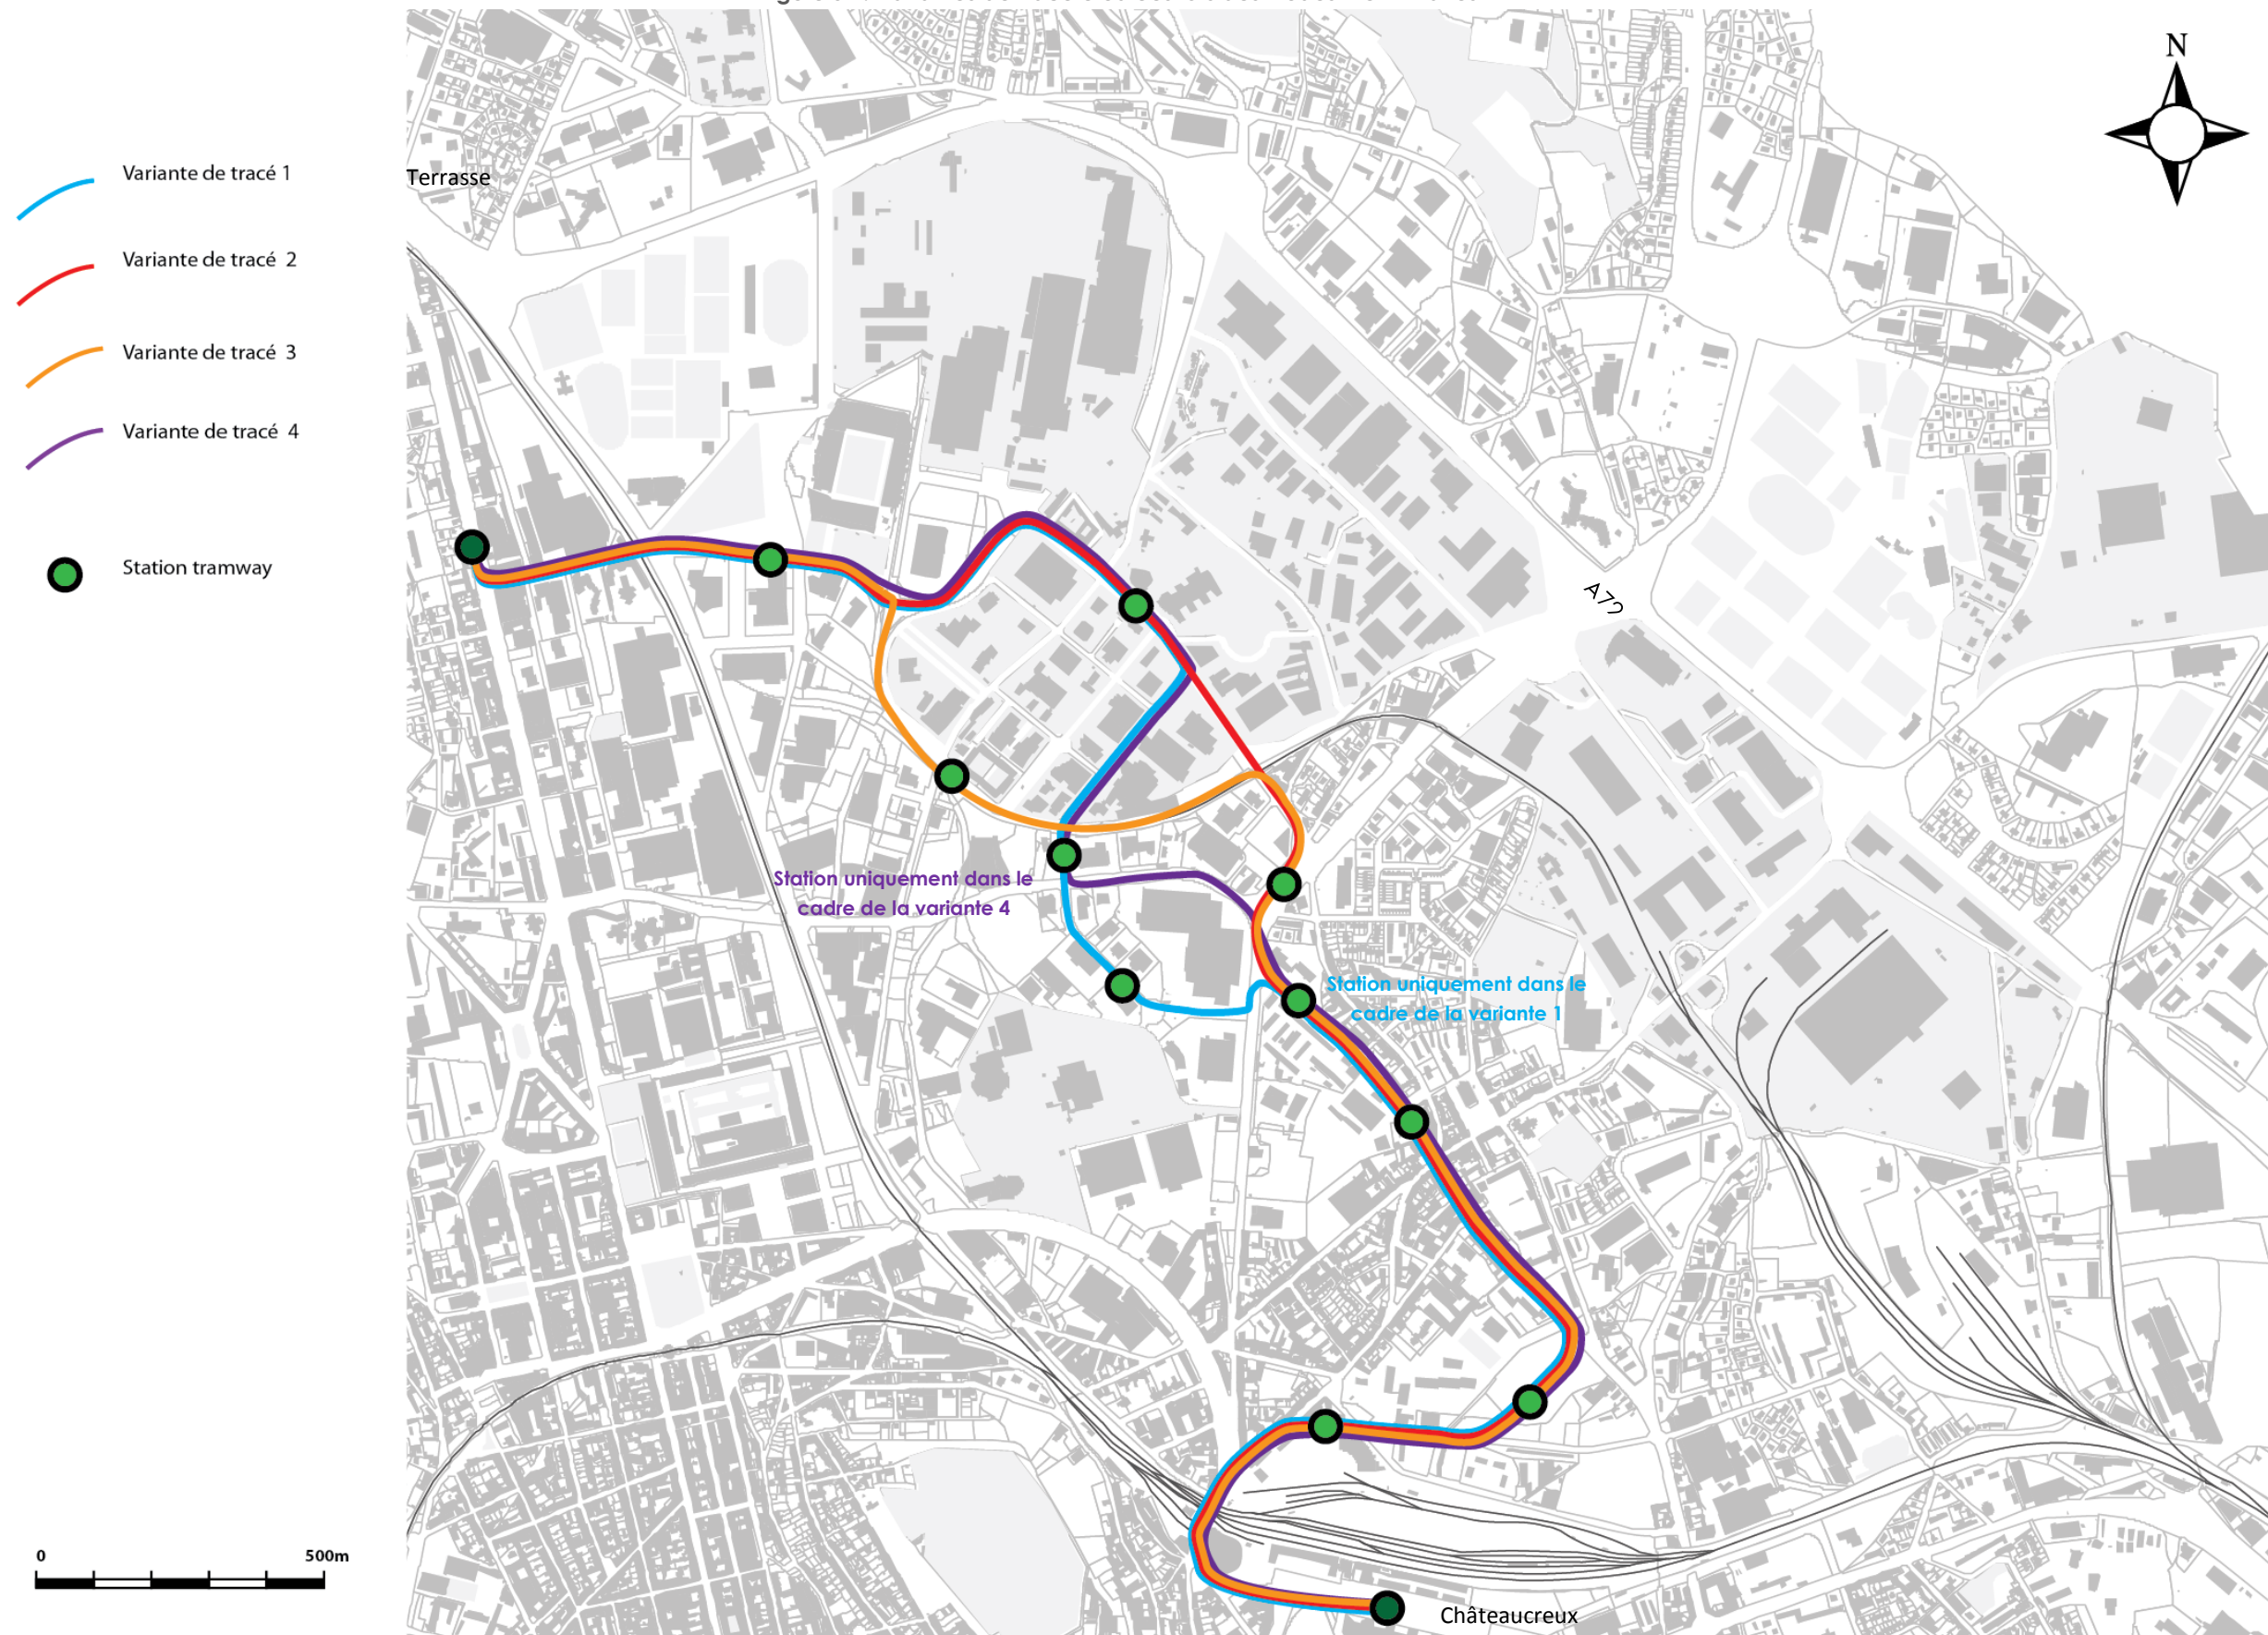 N
Variante de tracé 1
Terrasse
Variante de tracé 2
Variante de tracé 3
Variante de tracé 4
Station tramway
A72
Station uniquement dans le
cadre de la variante 4
Station uniquement dans le
cadre de la variante 1
0 500m
Châteaucreux